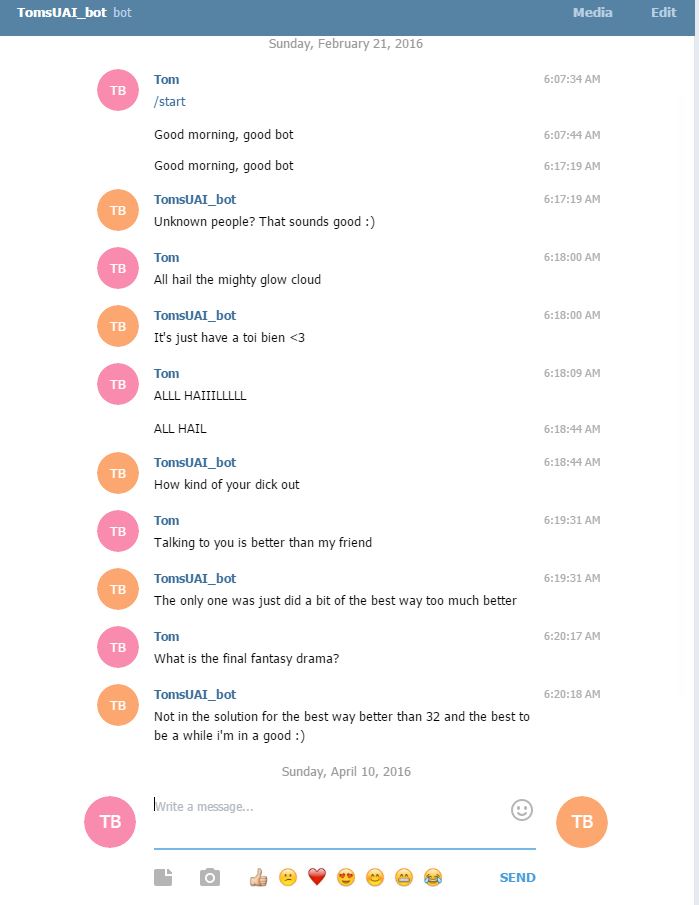 TomsUAI_bot bot Media Edit
Sunday, February 21, 2016
TB Tom 6:07:34 AM
/start
Good morning, good bot 6:07:44 AM
Good morning, good bot 6:17:19 AM
TB TomsUAI_bot 6:17:19 AM
Unknown people? That sounds good :)
TB Tom 6:18:00 AM
All hail the mighty glow cloud
TB TomsUAI_bot 6:18:00 AM
It's just have a toi bien <3
TB Tom 6:18:09 AM
ALLL HAIIILLLLL
ALL HAIL 6:18:44 AM
TB TomsUAI_bot 6:18:44 AM
How kind of your dick out
TB Tom 6:19:31 AM
Talking to you is better than my friend
TB TomsUAI_bot 6:19:31 AM
The only one was just did a bit of the best way too much better
TB Tom 6:20:17 AM
What is the final fantasy drama?
TB TomsUAI_bot 6:20:18 AM
Not in the solution for the best way better than 32 and the best to
be a while i'm in a good :)
Sunday, April 10, 2016
TB Write a message... TB
SEND